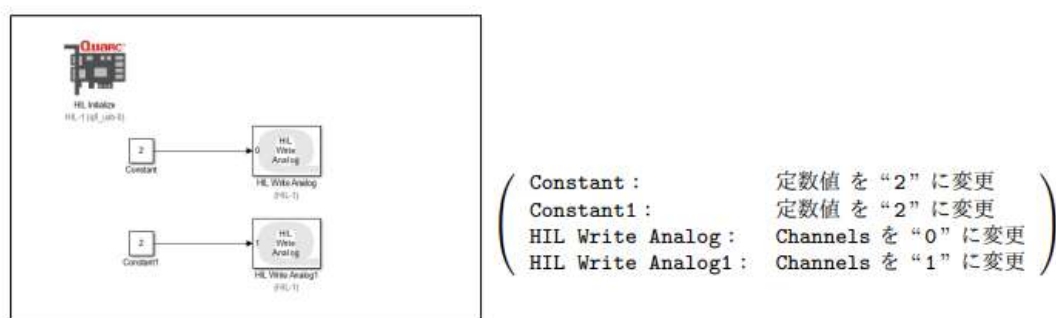 QUARC
HIL Initialize
HIL-1 (q8_usb-0)
2
Constant
0
HIL
Write
Analog
HIL Write Analog
(HIL-1)
2
Constant1
1
HIL
Write
Analog
HIL Write Analog1
(HIL-1)
Constant : 定数値 を “2” に変更
Constant1 : 定数値 を “2” に変更
HIL Write Analog : Channels を “0” に変更
HIL Write Analog1 : Channels を “1” に変更